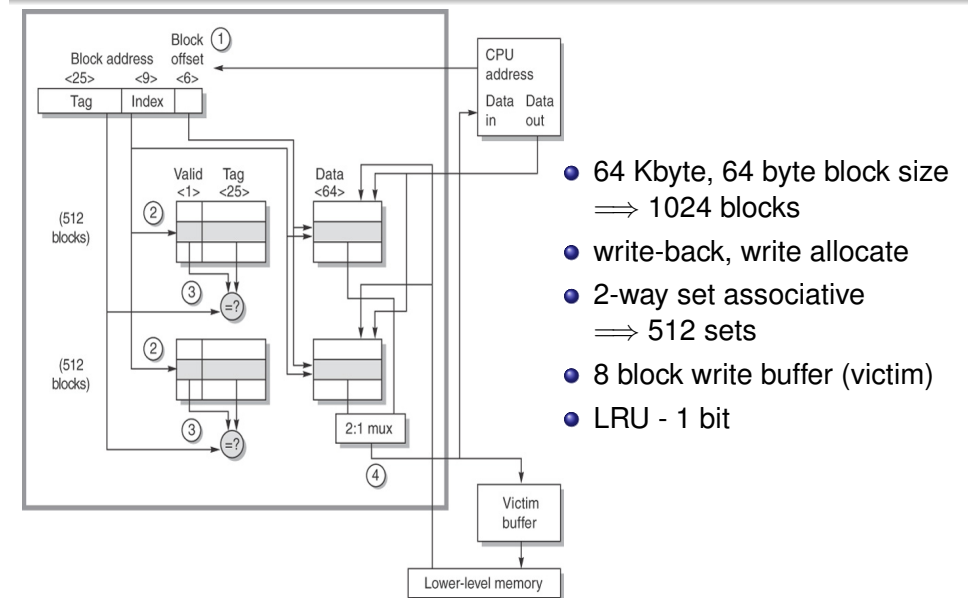 Block ①
Block address offset
<25> <9> <6>
Tag Index
CPU
address
Data Data
in out
Valid Tag
<1> <25>
Data
<64>
(512
blocks)
②
③
=?
(512
blocks)
②
③
=?
2:1 mux
④
Victim
buffer
Lower-level memory
• 64 Kbyte, 64 byte block size
⟹ 1024 blocks
• write-back, write allocate
• 2-way set associative
⟹ 512 sets
• 8 block write buffer (victim)
• LRU - 1 bit